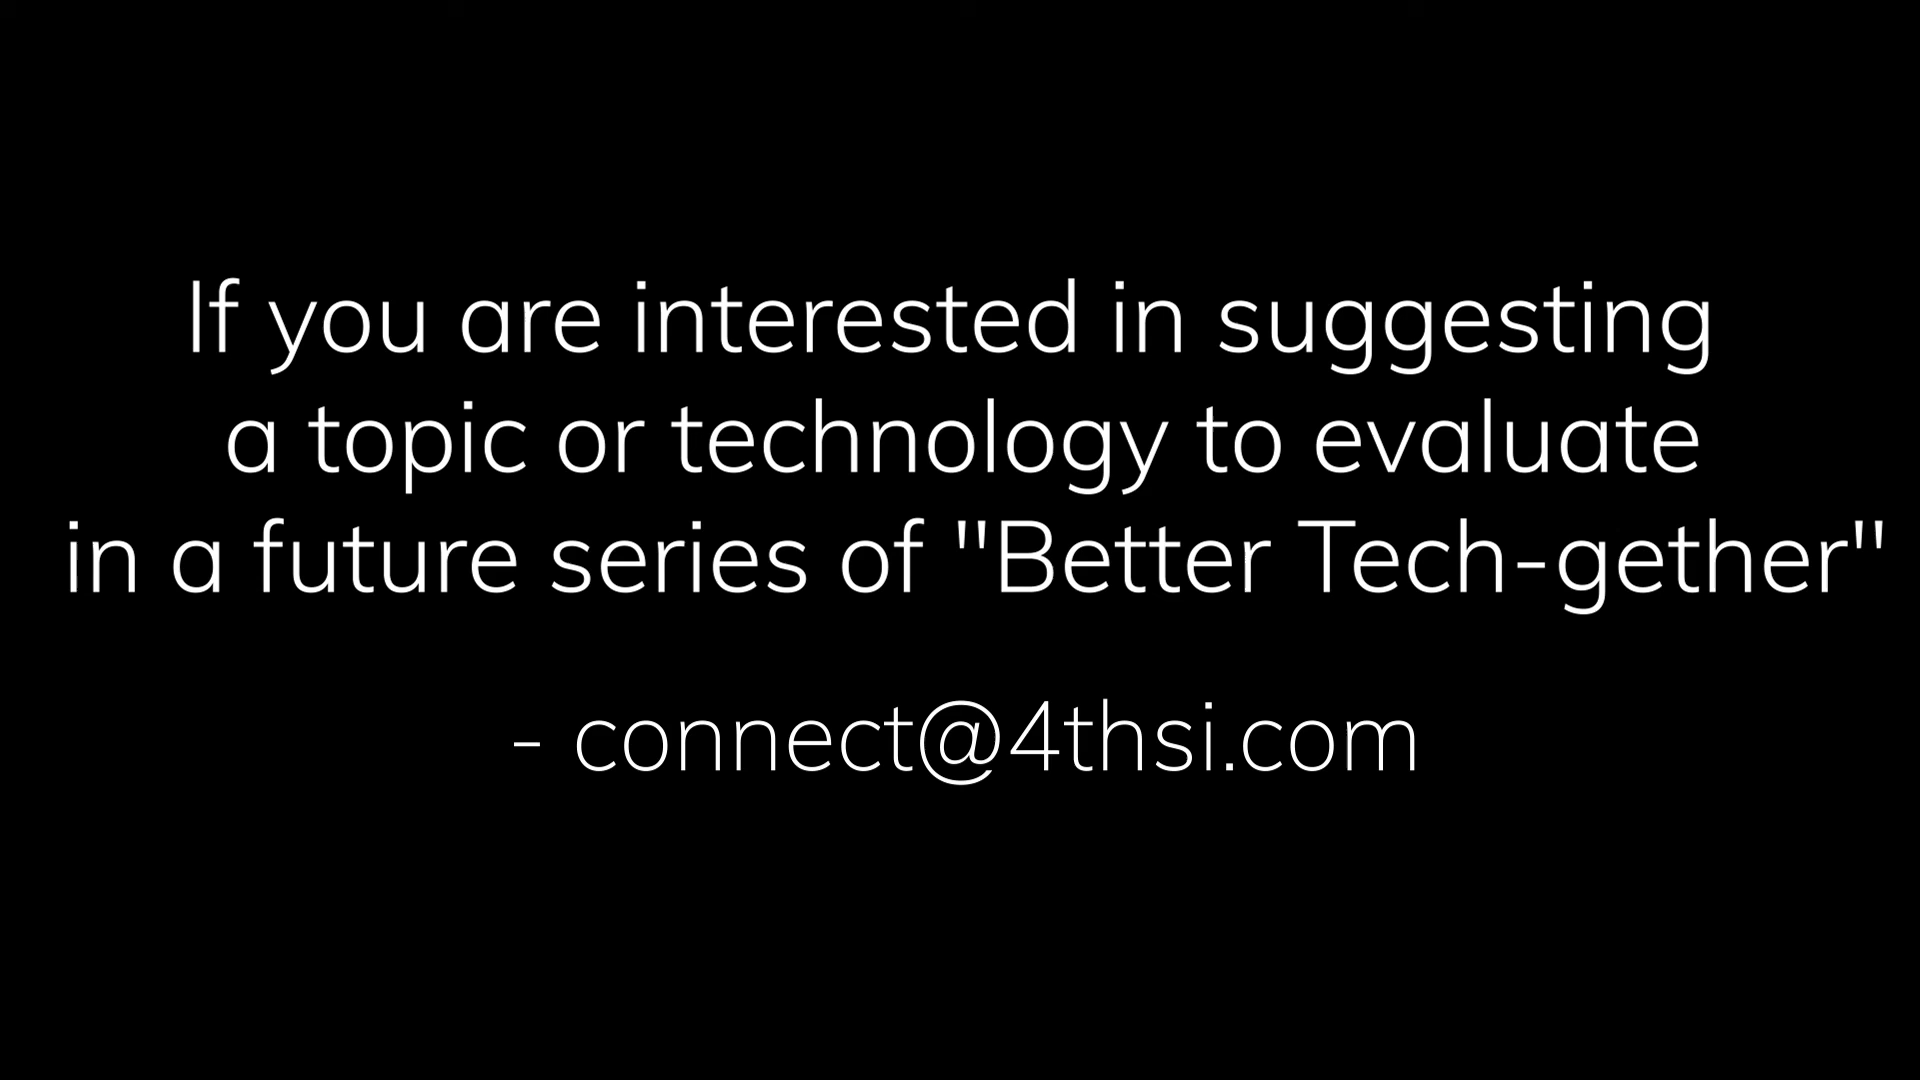 If you are interested in suggesting
a topic or technology to evaluate
in a future series of "Better Tech-gether"
- connect@4thsi.com